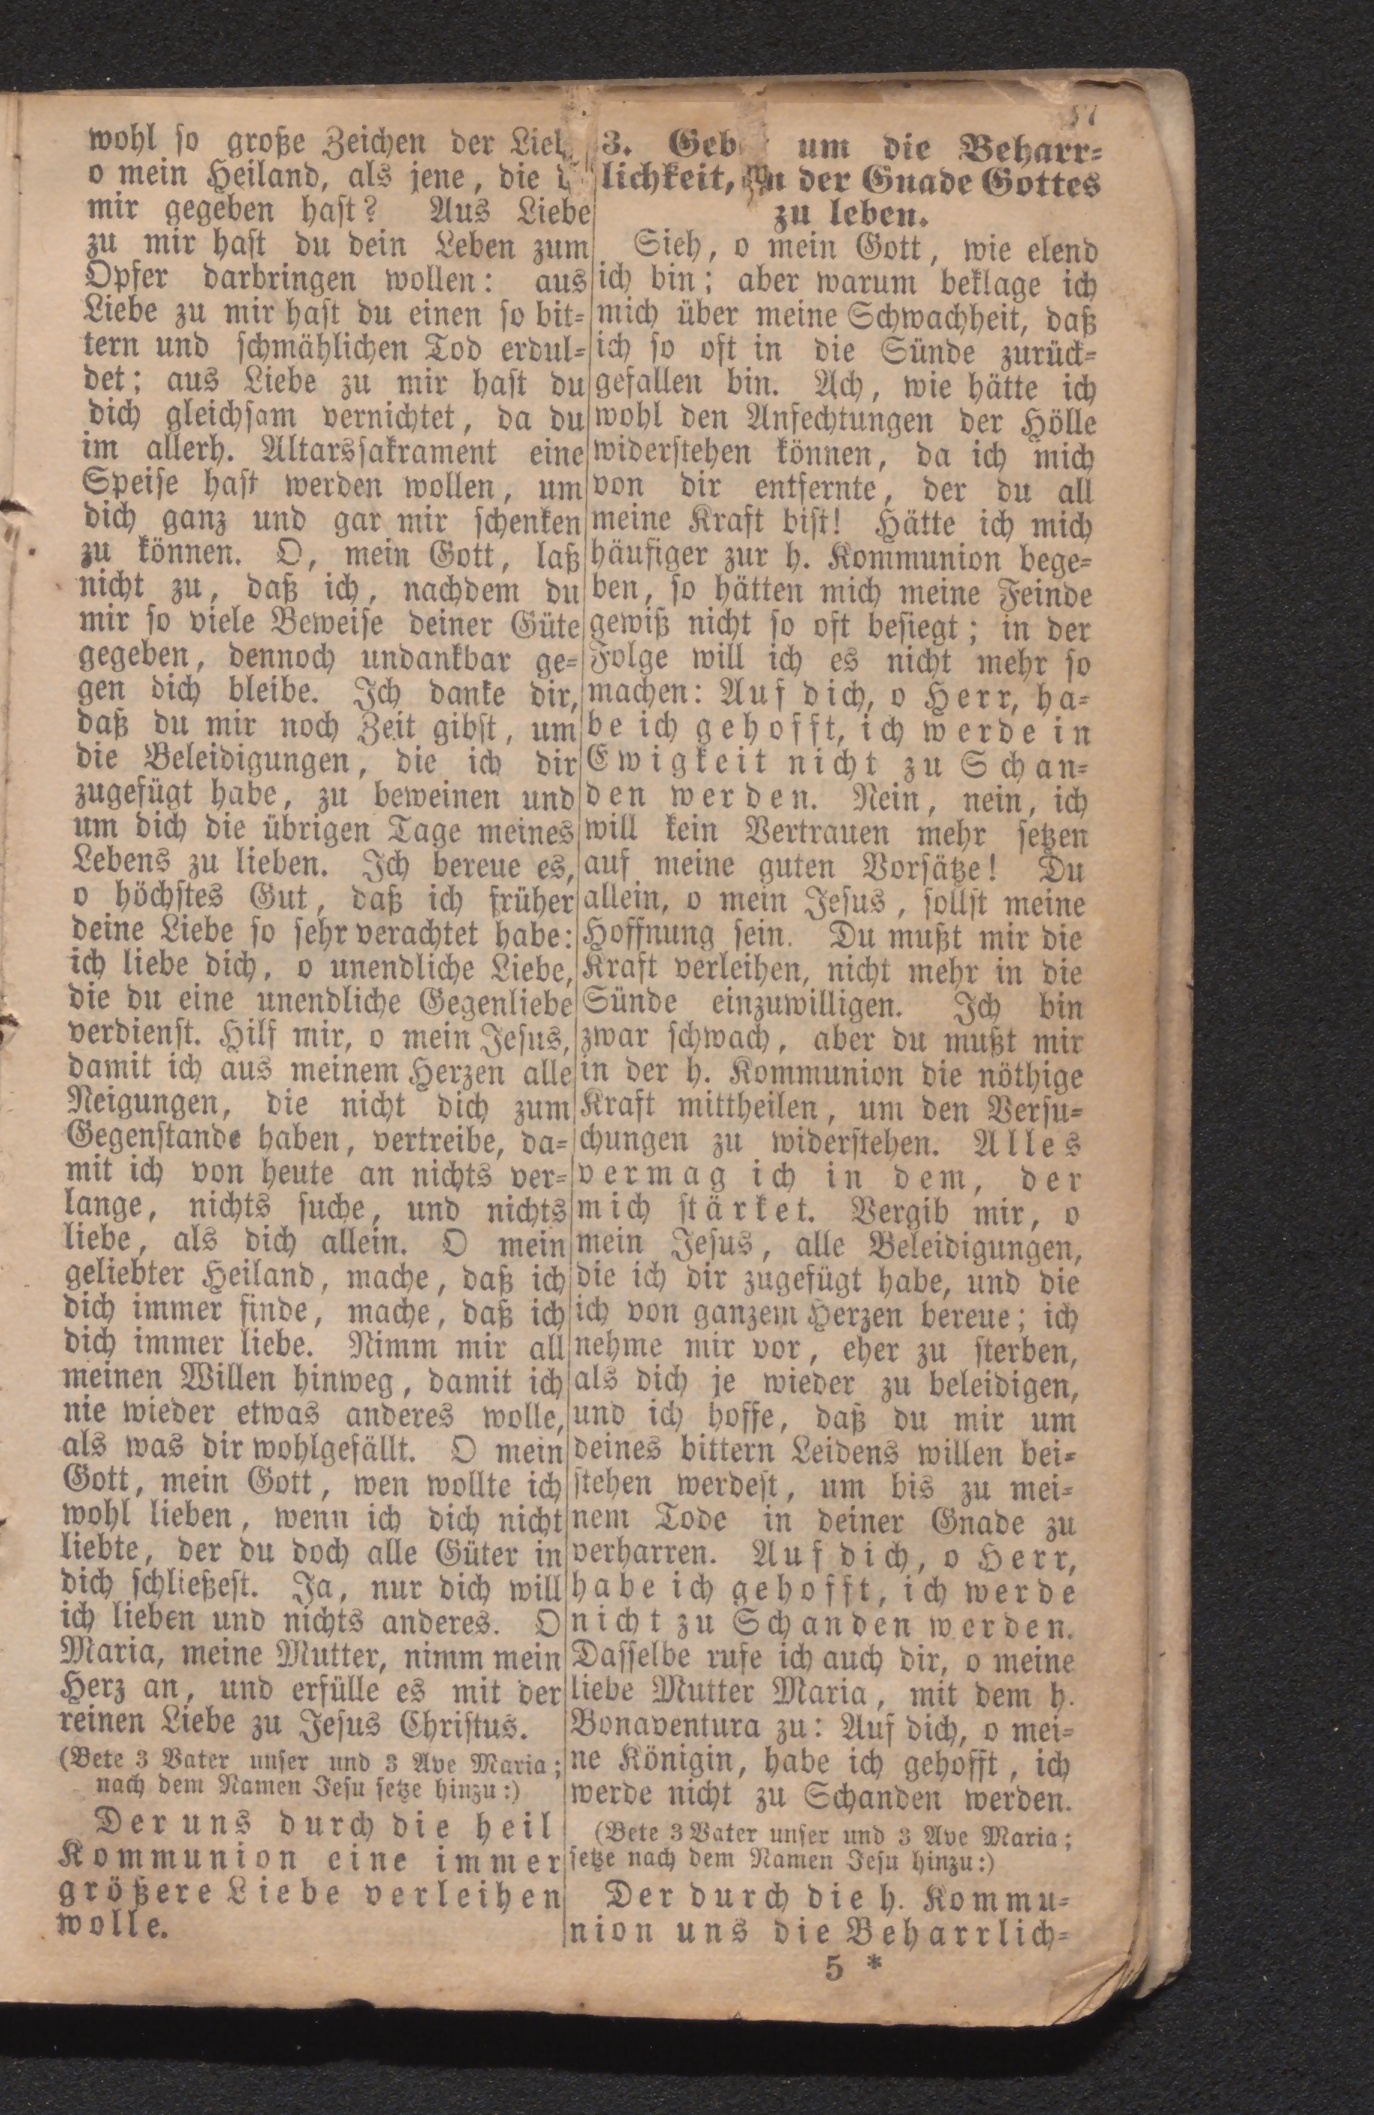 wohl so große Zeichen der
o mein Heiland, als jene, die
mir gegeben hast? Aus Liebe
zu mir hast du dein Leben zum
Opfer darbringen wollen: aus
Liebe zu mir hast du einen so bit-
tern und schmählichen Tod erdul-
det; aus Liebe zu mir hast du
dich gleichsam vernichtet, da du
im allerh. Altarssakrament eine
Speise hast werden wollen, um
dich ganz und gar mir schenken
zu können. O, mein Gott, laß
nicht zu, daß ich, nachdem du
mir so viele Beweise deiner Güte
gegeben, dennoch undankbar ge-
gen dich bleibe. Ich danke dir,
daß du mir noch Zeit gibst, um
die Beleidigungen, die ich dir
zugefügt habe, zu beweinen und
um dich die übrigen Tage meines
Lebens zu lieben. Ich bereue es,
o höchstes Gut, daß ich früher
deine Liebe so sehr verachtet habe:
ich liebe dich, o unendliche Liebe,
die du eine unendliche Gegenliebe
verdienst. Hilf mir, o mein Jesus,
damit ich aus meinem Herzen alle
Neigungen, die nicht dich zum
Gegenstande haben, vertreibe, da-
mit ich von heute an nichts ver-
lange, nichts suche, und nichts
liebe, als dich allein. O mein
geliebter Heiland, mache, daß ich
dich immer finde, mache, daß ich
dich immer liebe. Nimm mir all
meinen Willen hinweg, damit ich
nie wieder etwas anderes wolle,
als was dir wohlgefällt. O mein
Gott, mein Gott, wen wollte ich
wohl lieben, wenn ich dich nicht
liebte, der du doch alle Güter in
dich schließest. Ja, nur dich will
ich lieben und nichts anderes. O
Maria, meine Mutter, nimm mein
Herz an, und erfülle es mit der
reinen Liebe zu Jesus Christus.
(Bete 3 Vater unser und 3 Ave Maria;
nach dem Namen Jesu setze hinzu:)
Der uns durch die heil
Kommunion eine immer
größere Liebe verleihen
wolle.
3. um die Beharr-
lichkeit, der Gnade Gottes
zu leben.
Sieh, o mein Gott, wie elend
ich bin; aber warum beklage ich
mich über meine Schwachheit, daß
ich so oft in die Sünde zurück-
gefallen bin. Ach, wie hätte ich
wohl den Anfechtungen der Hölle
widerstehen können, da ich mich
von dir entfernte, der du all
meine Kraft bist! Hätte ich mich
häufiger zur h. Kommunion bege-
ben, so hätten mich meine Feinde
gewiß nicht so oft besiegt; in der
Folge will ich es nicht mehr so
machen: Auf dich, o Herr, ha-
be ich gehofft, ich werde in
Ewigkeit nicht zu Schan-
den werden. Nein, nein, ich
will kein Vertrauen mehr setzen
auf meine guten Vorsätze! Du
allein, o mein Jesus, sollst meine
Hoffnung sein. Du mußt mir die
Kraft verleihen, nicht mehr in die
Sünde einzuwilligen. Ich bin
zwar schwach, aber du mußt mir
in der h. Kommunion die nöthige
Kraft mittheilen, um den Versu-
chungen zu widerstehen. Alles
vermag ich in dem, der
mich stärket. Vergib mir, o
mein Jesus, alle Beleidigungen,
die ich dir zugefügt habe, und die
ich von ganzem Herzen bereue; ich
nehme mir vor, eher zu sterben,
als dich je wieder zu beleidigen,
und ich hoffe, daß du mir um
deines bittern Leidens willen bei-
stehen werdest, um bis zu mei-
nem Tode in deiner Gnade zu
verharren. Auf dich, o Herr,
habe ich gehofft, ich werde
nicht zu Schanden werden.
Dasselbe rufe ich auch dir, o meine
liebe Mutter Maria, mit dem h.
Bonaventura zu: Auf dich, o mei-
ne Königin, habe ich gehofft, ich
werde nicht zu Schanden werden.
(Bete 3 Vater unser und 3 Ave Maria;
setze nach dem Namen Jesu hinzu:)
Der durch die h. Kommu-
nion uns die Beharrlich-
5 *